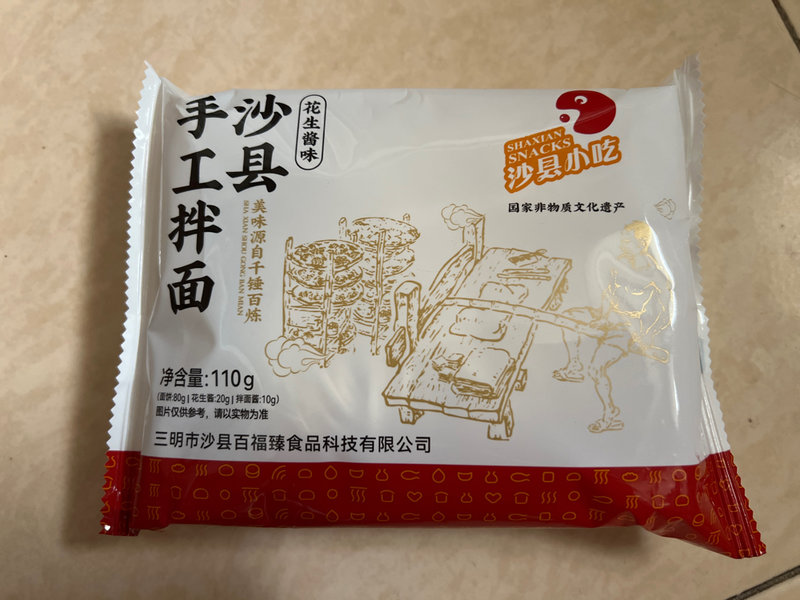 沙县
手工拌面
花生酱味
美味源自千锤百炼
SHA XIAN SHOU GONG BAN MIAN
SHAXIAN
SNACKS
沙县小吃
国家非物质文化遗产
净含量:110g
(面饼:80g|花生酱:20g|拌面酱:10g)
图片仅供参考，请以实物为准
三明市沙县百福臻食品科技有限公司